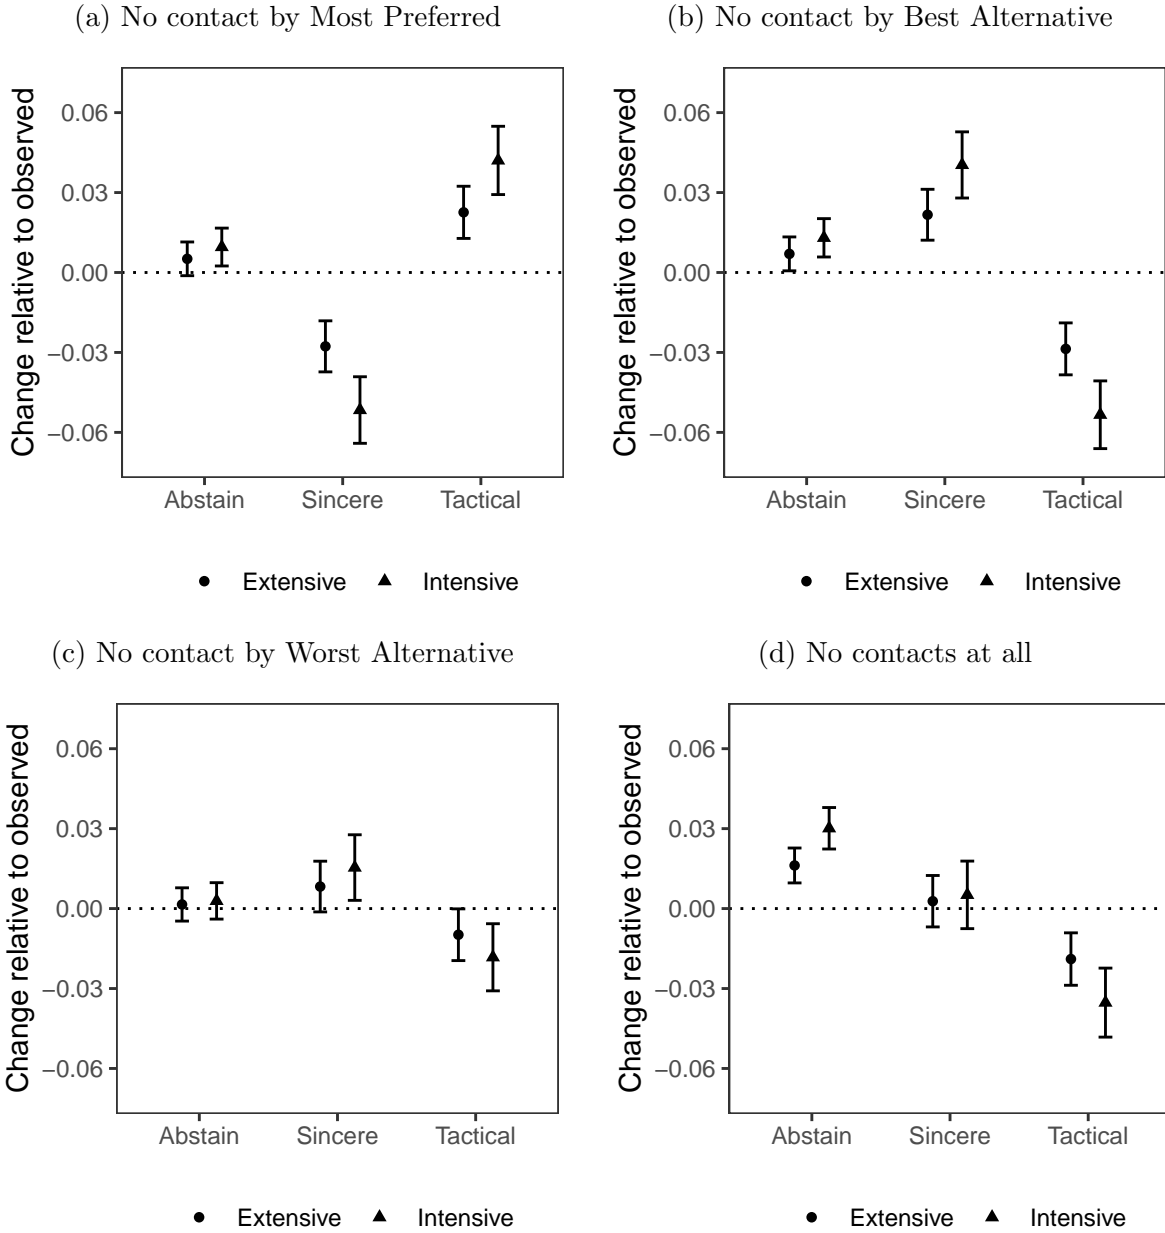 (a) No contact by Most Preferred
Change relative to observed
0.06
0.03
0.00
−0.03
−0.06
Abstain Sincere Tactical
Extensive Intensive
(b) No contact by Best Alternative
Change relative to observed
0.06
0.03
0.00
−0.03
−0.06
Abstain Sincere Tactical
Extensive Intensive
(c) No contact by Worst Alternative
Change relative to observed
0.06
0.03
0.00
−0.03
−0.06
Abstain Sincere Tactical
Extensive Intensive
(d) No contacts at all
Change relative to observed
0.06
0.03
0.00
−0.03
−0.06
Abstain Sincere Tactical
Extensive Intensive